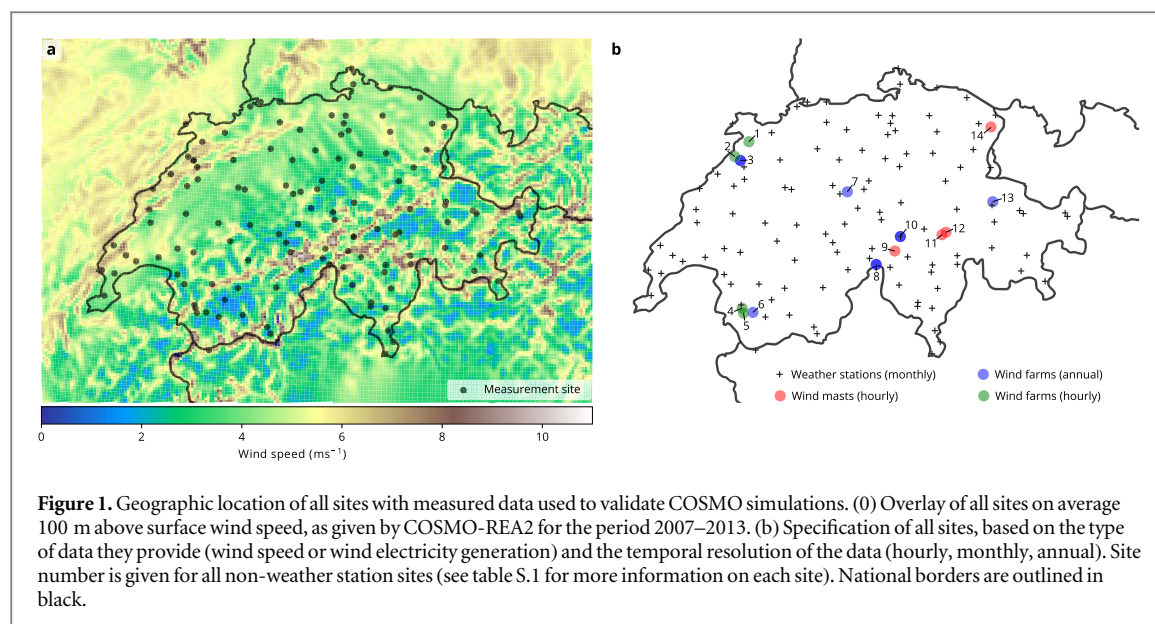 a
b
1
2
3
14
7
13
10
12
9
11
8
4
6
5
Measurement site
Weather stations (monthly)
Wind farms (annual)
Wind masts (hourly)
Wind farms (hourly)
0 2 4 6 8 10
Wind speed (ms⁻¹)
Figure 1. Geographic location of all sites with measured data used to validate COSMO simulations. (0) Overlay of all sites on average
100 m above surface wind speed, as given by COSMO-REA2 for the period 2007–2013. (b) Specification of all sites, based on the type
of data they provide (wind speed or wind electricity generation) and the temporal resolution of the data (hourly, monthly, annual). Site
number is given for all non-weather station sites (see table S.1 for more information on each site). National borders are outlined in
black.